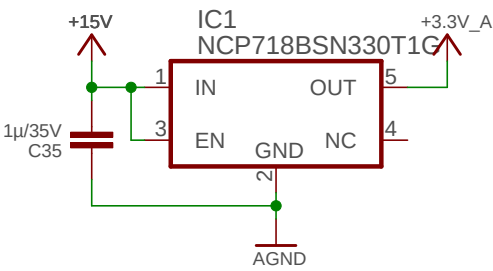 +15V
IC1
NCP718BSN330T1G
+3.3V_A
1
IN
OUT
5
1µ/35V
C35
3
EN
NC
4
GND
2
AGND